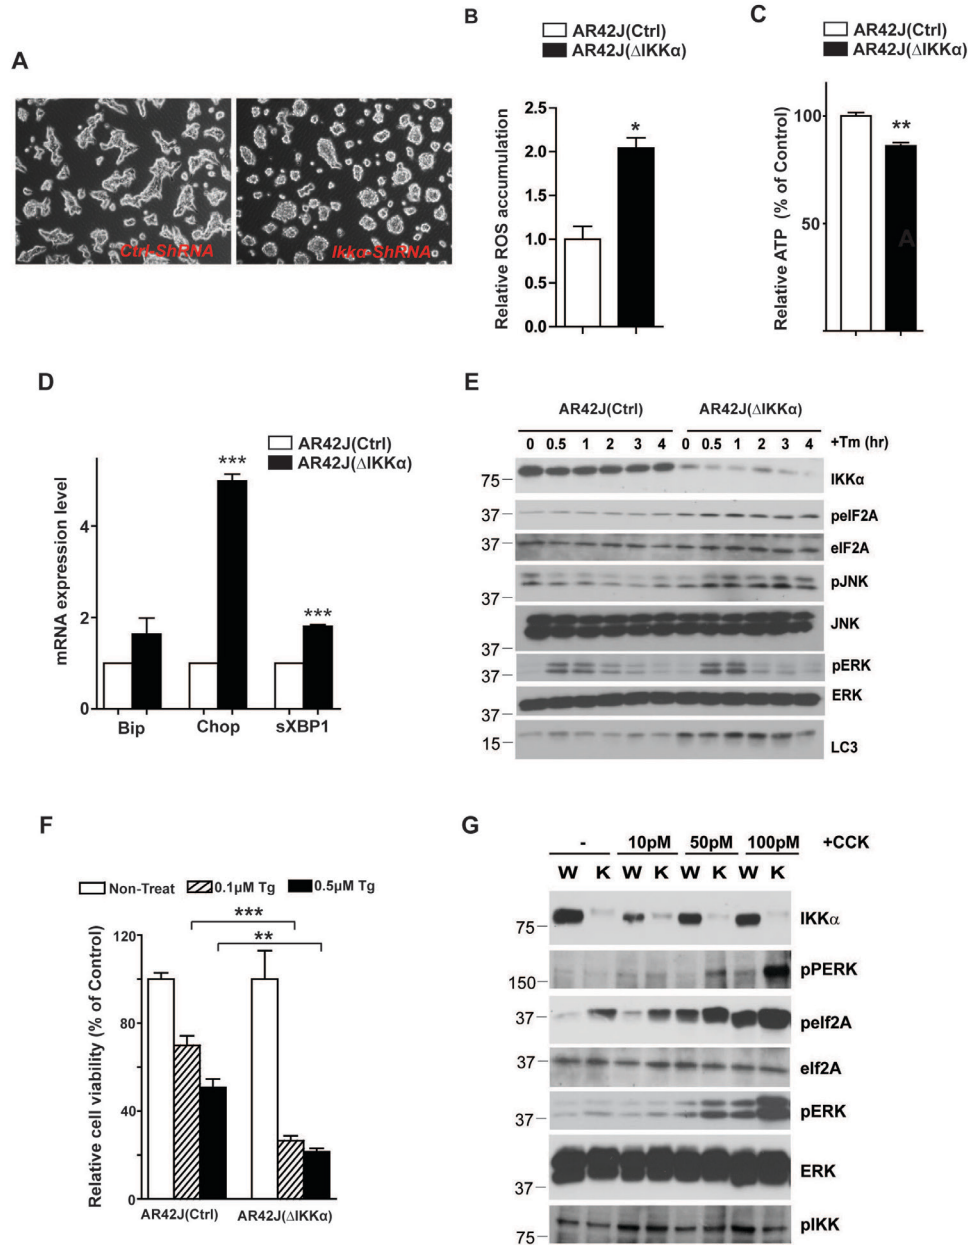 A
Ctrl-ShRNA
Ikkα-ShRNA
B
AR42J(Ctrl)
AR42J(ΔIKKα)
Relative ROS accumulation
2.5
2.0
1.5
1.0
0.5
0.0
*
C
AR42J(Ctrl)
AR42J(ΔIKKα)
Relative ATP (% of Control)
100
50
**
A
D
AR42J(Ctrl)
AR42J(ΔIKKα)
mRNA expression level
4
2
0
***
***
Bip Chop sXBP1
E
AR42J(Ctrl) AR42J(ΔIKKα)
0 0.5 1 2 3 4 0 0.5 1 2 3 4 +Tm (hr)
75 IKKα
37 peIF2A
37 eIF2A
37 pJNK
37 JNK
37 pERK
37 ERK
15 LC3
F
Non-Treat 0.1µM Tg 0.5µM Tg
***
**
Relative cell viability (% of Control)
120
80
40
0
AR42J(Ctrl) AR42J(ΔIKKα)
G
- 10pM 50pM 100pM +CCK
W K W K W K W K
75 IKKα
150 pPERK
37 peIf2A
37 eIf2A
37 pERK
37 ERK
75 pIKK